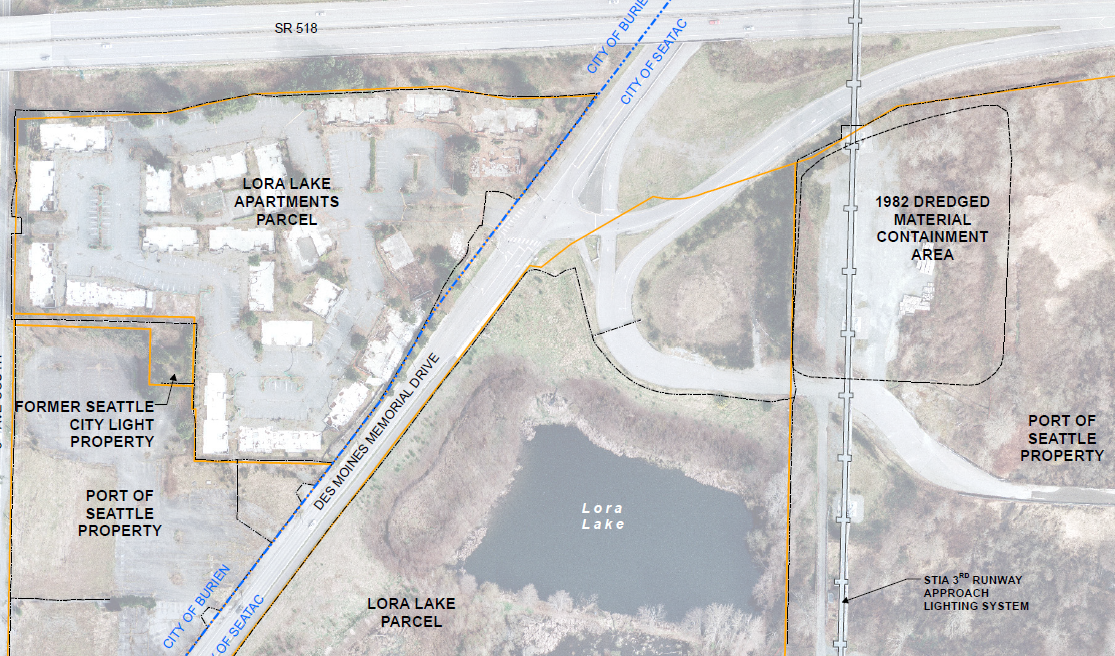 SR 518
CITY OF BURIEN
CITY OF SEATAC
LORA LAKE
APARTMENTS
PARCEL
1982 DREDGED
MATERIAL
CONTAINMENT
AREA
FORMER SEATTLE
CITY LIGHT
PROPERTY
DES MOINES MEMORIAL DRIVE
PORT OF
SEATTLE
PROPERTY
PORT OF
SEATTLE
PROPERTY
Lora
Lake
STIA 3RD RUNWAY
APPROACH
LIGHTING SYSTEM
LORA LAKE
PARCEL
CITY OF BURIEN
OF SEATAC